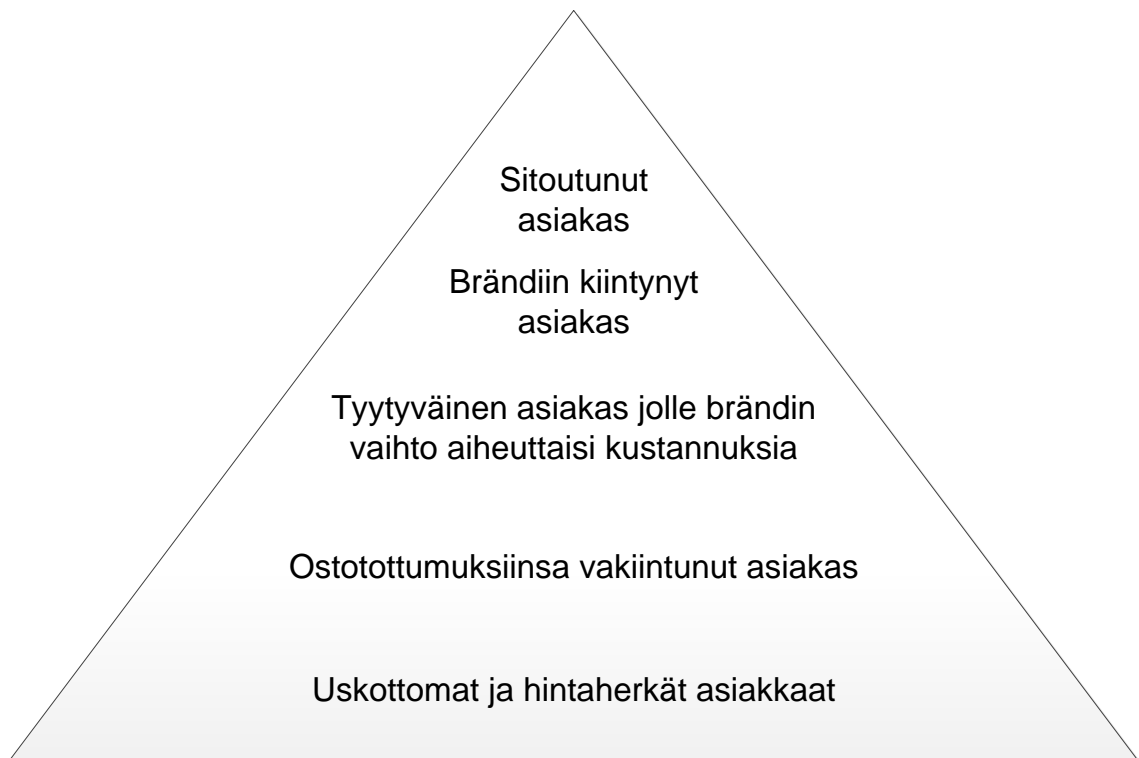 Sitoutunut
asiakas
Brändiin kiintynyt
asiakas
Tyytyväinen asiakas jolle brändin
vaihto aiheuttaisi kustannuksia
Ostotottumuksiinsa vakiintunut asiakas
Uskottomat ja hintaherkät asiakkaat